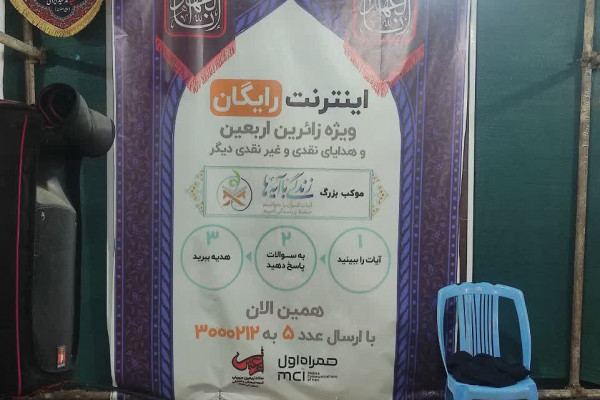 اینترنت رایگان
ویژه زائرین اربعین
و هدایای نقدی و غیر نقدی دیگر
موکب بزرگ زندگی با آیه‌ها
۱ ۲ ۳
آیات را ببینید
به سوالات پاسخ دهید
هدیه ببرید
همین الان
با ارسال عدد ۵ به ۳۰۰۰۲۱۲
همراه اول
mci